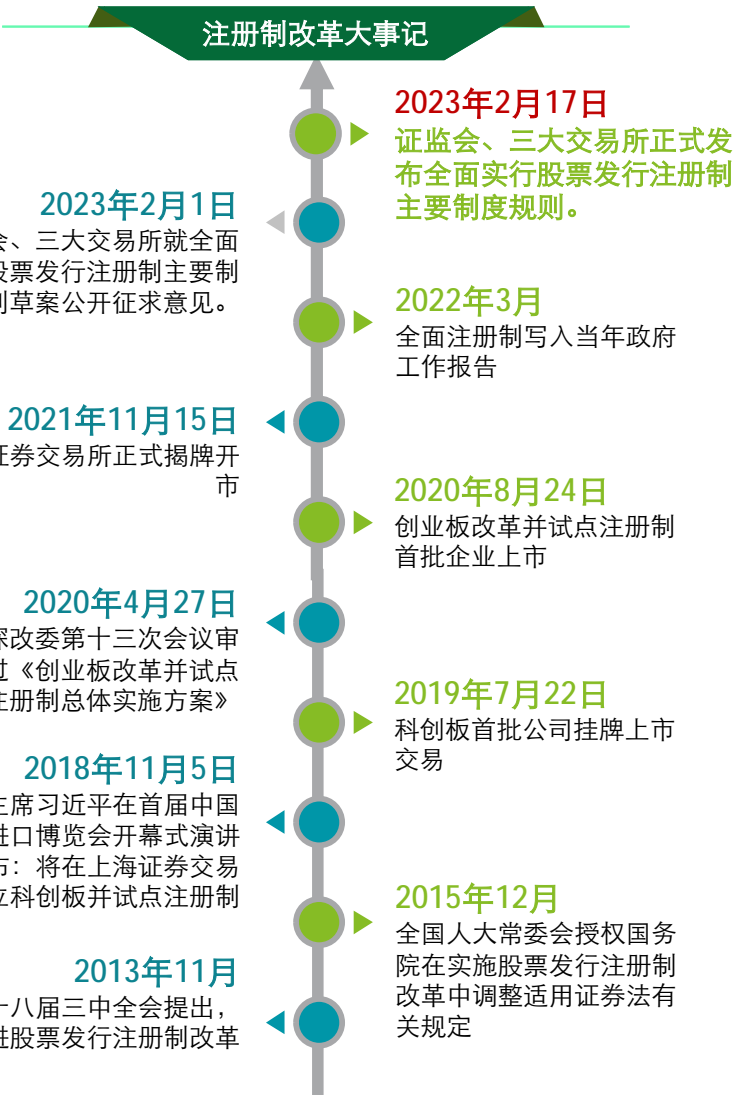 注册制改革大事记
2023年2月17日
证监会、三大交易所正式发
布全面实行股票发行注册制
主要制度规则。
2023年2月1日
会、三大交易所就全面
股票发行注册制主要制
则草案公开征求意见。
2022年3月
全面注册制写入当年政府
工作报告
2021年11月15日
证券交易所正式揭牌开
市
2020年8月24日
创业板改革并试点注册制
首批企业上市
2020年4月27日
深改委第十三次会议审
过《创业板改革并试点
注册制总体实施方案》
2019年7月22日
科创板首批公司挂牌上市
交易
2018年11月5日
主席习近平在首届中国
进口博览会开幕式演讲
布：将在上海证券交易
立科创板并试点注册制
2015年12月
全国人大常委会授权国务
院在实施股票发行注册制
改革中调整适用证券法有
关规定
2013年11月
十八届三中全会提出，
进股票发行注册制改革